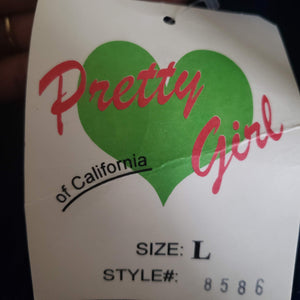 Pretty
Girl
of California
SIZE: L
STYLE#: 8586